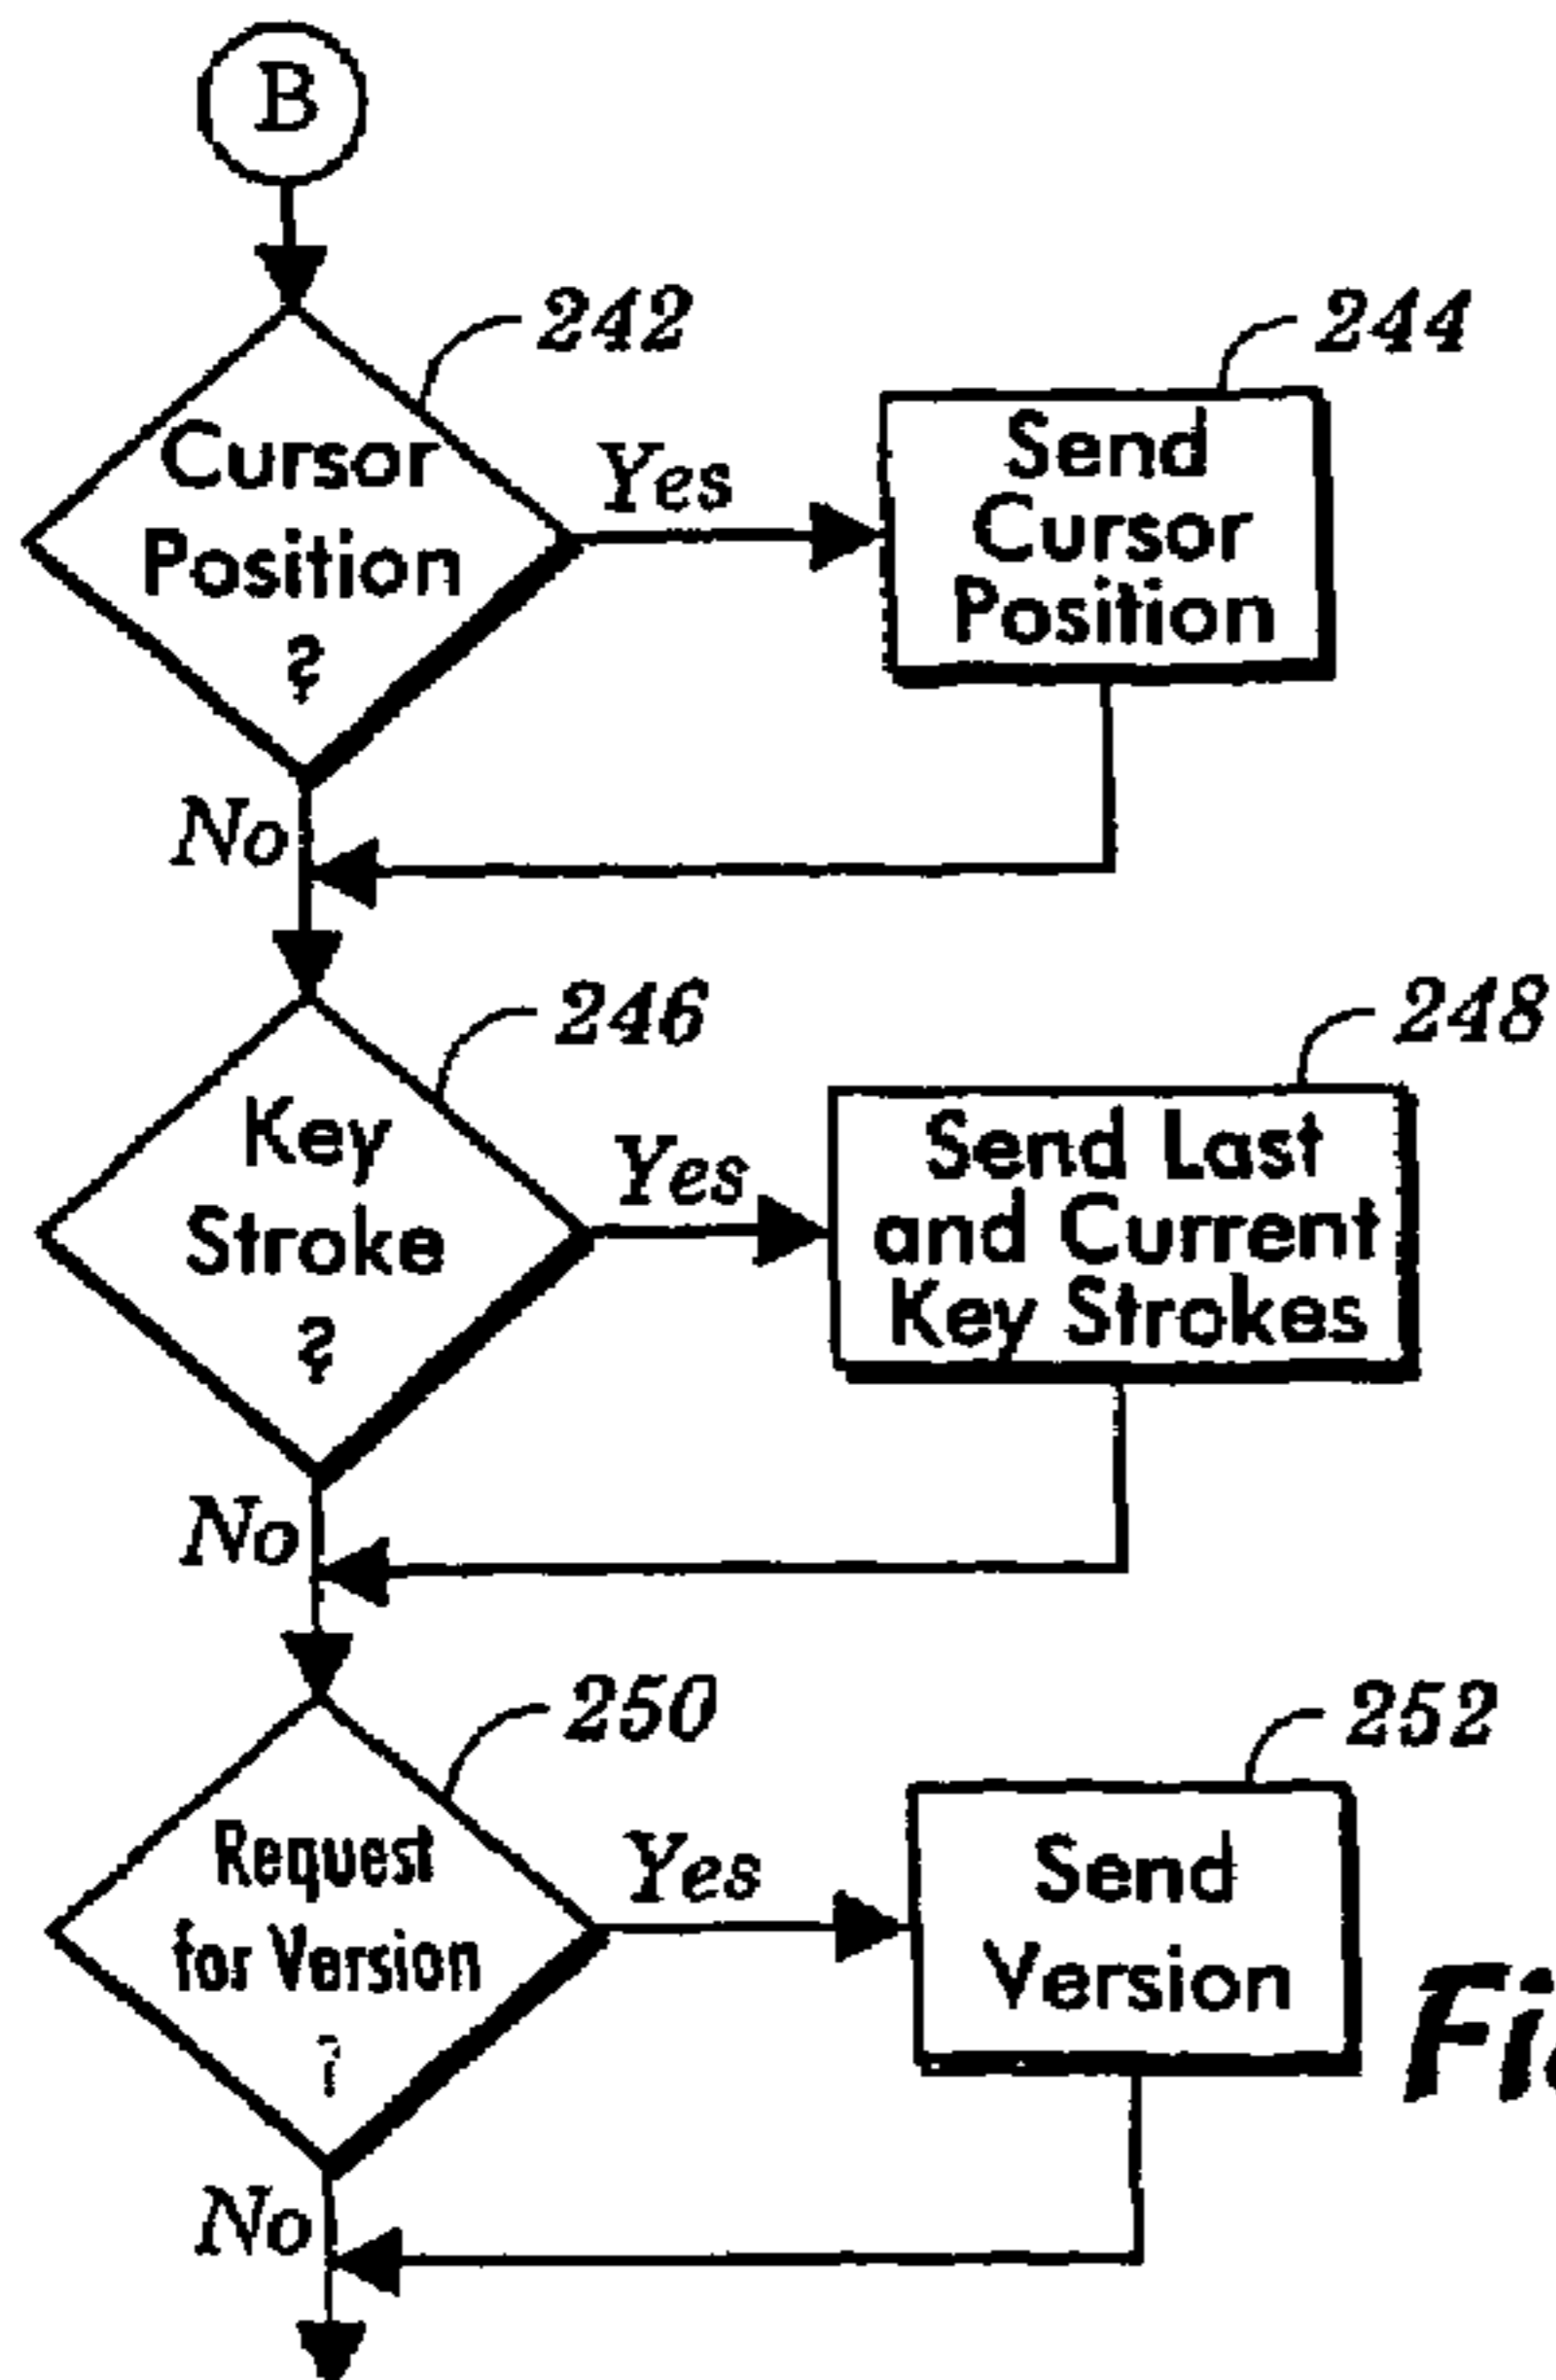 B
242
244
Cursor
Position
?
Yes
Send
Cursor
Position
No
246
248
Key
Stroke
?
Yes
Send Last
and Current
Key Strokes
No
250
252
Request
for Version
?
Yes
Send
Version
No